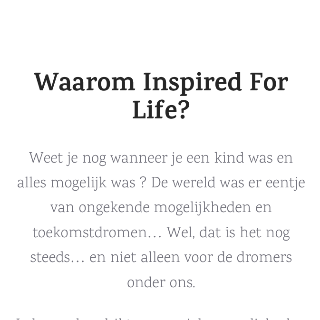 Waarom Inspired For
Life?
Weet je nog wanneer je een kind was en
alles mogelijk was ? De wereld was er eentje
van ongekende mogelijkheden en
toekomstdromen… Wel, dat is het nog
steeds… en niet alleen voor de dromers
onder ons.